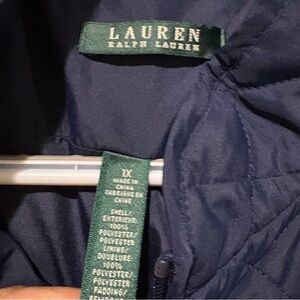 LAUREN
RALPH LAUREN
1X
MADE IN
CHINA
FABRIQUE EN
CHINE
SHELL/
EXTERIEUR:
100%
POLYESTER/
POLYESTER
LINING/
DOUBLURE:
100%
POLYESTER/
POLYESTER
PADDING/